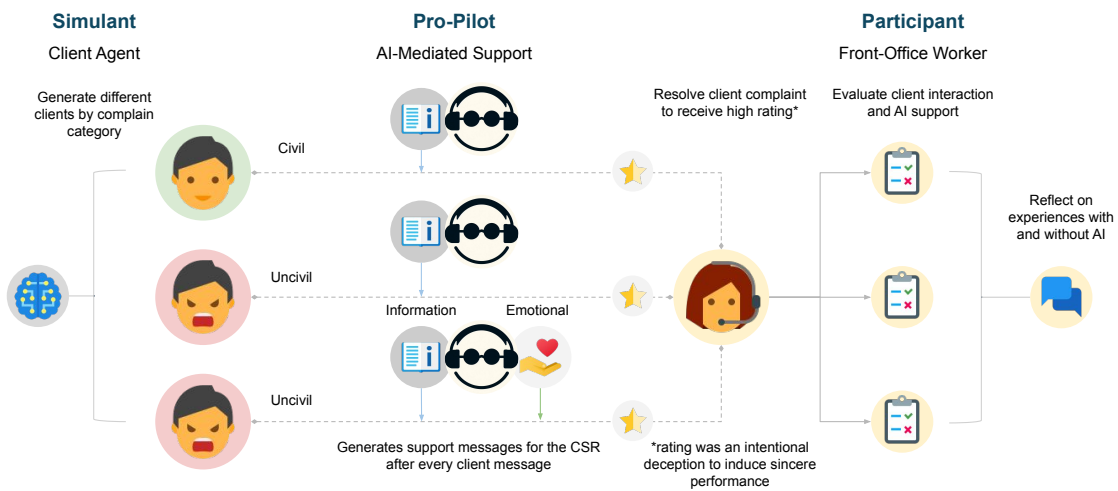 Simulant
Client Agent
Generate different
clients by complain
category
Pro-Pilot
AI-Mediated Support
Participant
Front-Office Worker
Resolve client complaint
to receive high rating*
Evaluate client interaction
and AI support
Civil
Uncivil
Information
Emotional
Uncivil
Reflect on
experiences with
and without AI
Generates support messages for the CSR
after every client message
*rating was an intentional
deception to induce sincere
performance